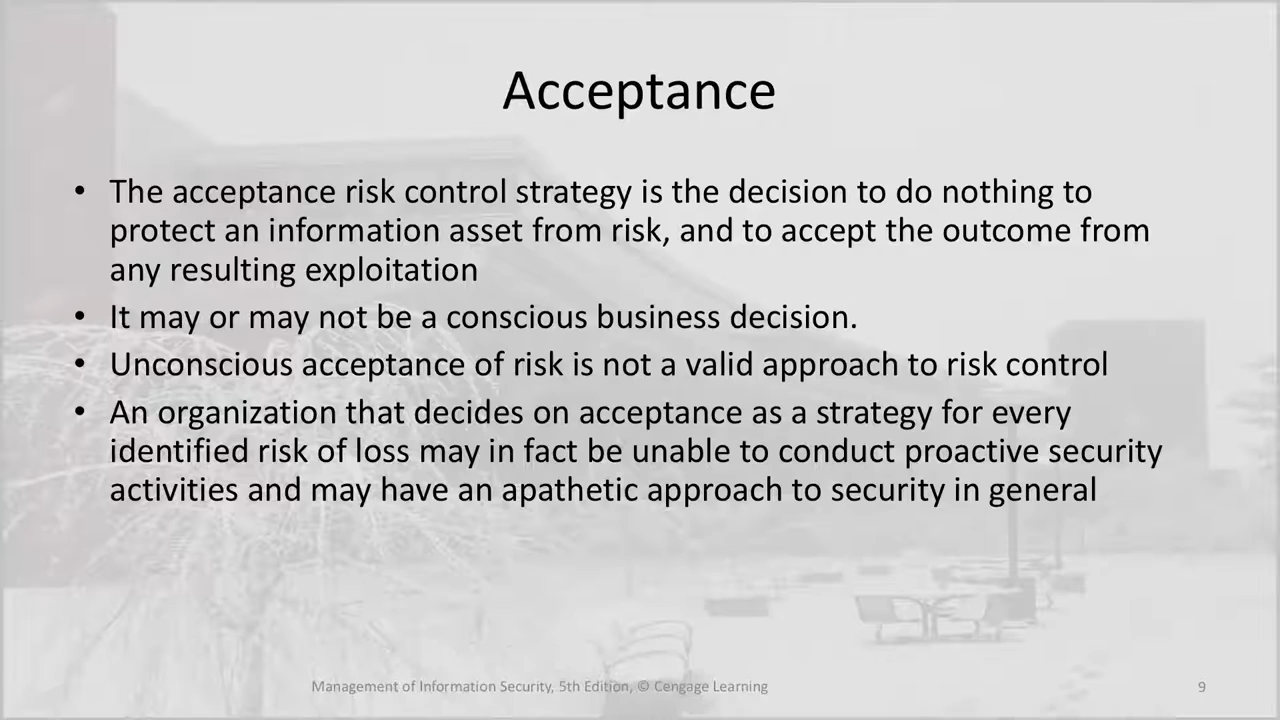 Acceptance
• The acceptance risk control strategy is the decision to do nothing to
protect an information asset from risk, and to accept the outcome from
any resulting exploitation
• It may or may not be a conscious business decision.
• Unconscious acceptance of risk is not a valid approach to risk control
• An organization that decides on acceptance as a strategy for every
identified risk of loss may in fact be unable to conduct proactive security
activities and may have an apathetic approach to security in general
Management of Information Security, 5th Edition, © Cengage Learning
9